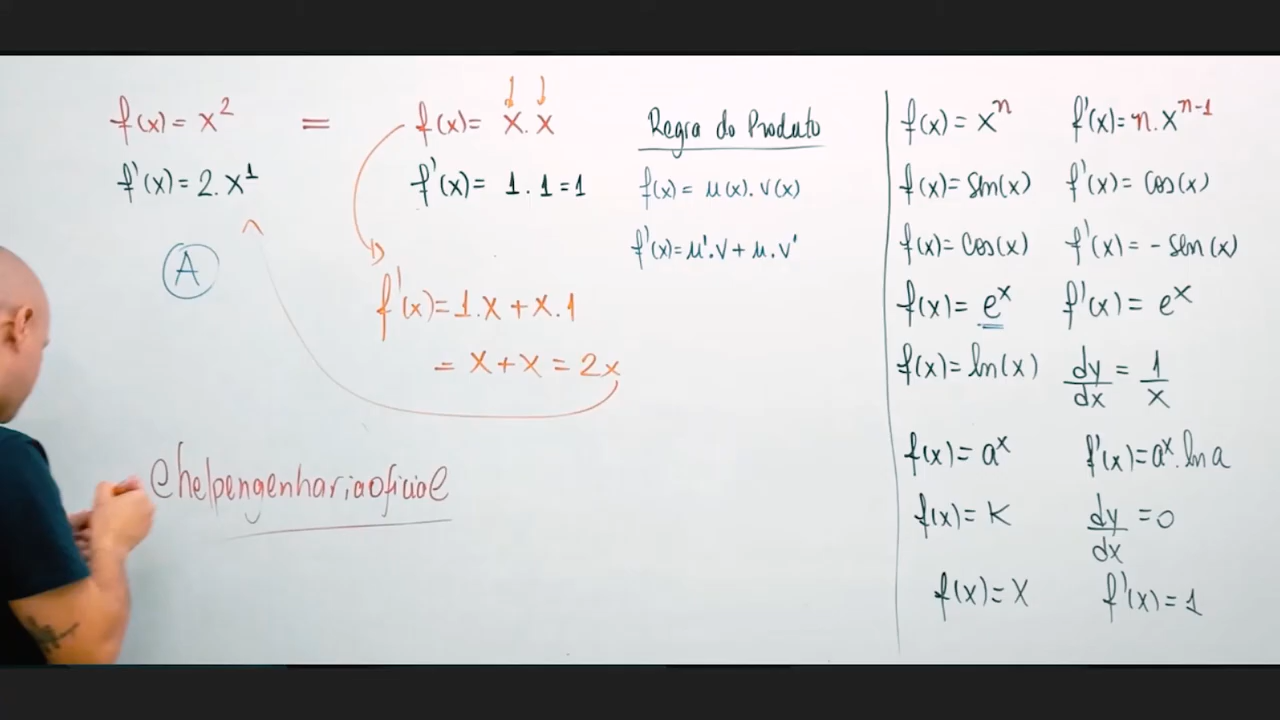 f(x) = x² = f(x) = x . x
f'(x) = 2 . x¹
f'(x) = 1 . 1 = 1
A
f'(x) = 1 . x + x . 1
= x + x = 2x
@helpengenhariaoficial
Regra do Produto
f(x) = u(x) . v(x)
f'(x) = u' . v + u . v'
f(x) = xⁿ f'(x) = n . xⁿ⁻¹
f(x) = sen(x) f'(x) = cos(x)
f(x) = cos(x) f'(x) = - sen(x)
f(x) = eˣ f'(x) = eˣ
f(x) = ln(x) dy/dx = 1/x
f(x) = aˣ f'(x) = aˣ . ln a
f(x) = K dy/dx = 0
f(x) = x f'(x) = 1